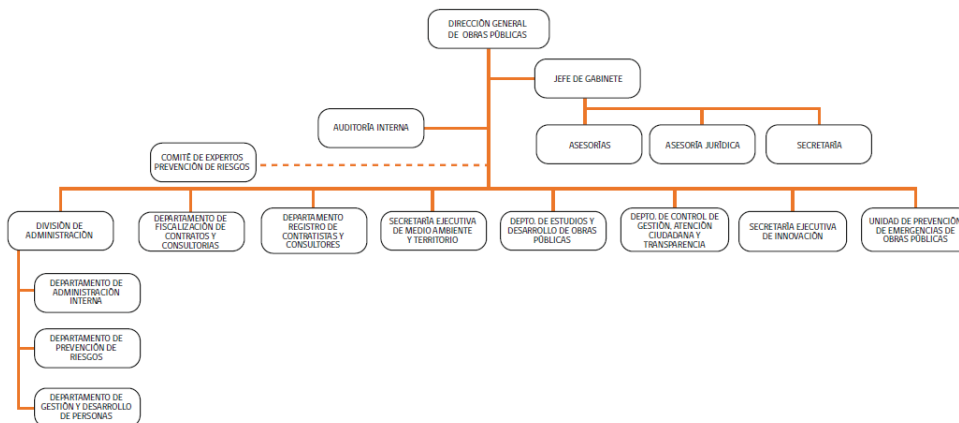 DIRECCIÓN GENERAL
DE OBRAS PÚBLICAS
JEFE DE GABINETE
AUDITORÍA INTERNA
ASESORÍAS
ASESORÍA JURÍDICA
SECRETARÍA
COMITÉ DE EXPERTOS
PREVENCIÓN DE RIESGOS
DIVISIÓN DE
ADMINISTRACIÓN
DEPARTAMENTO DE
FISCALIZACIÓN DE
CONTRATOS Y
CONSULTORIAS
DEPARTAMENTO
REGISTRO DE
CONTRATISTAS Y
CONSULTORES
SECRETARÍA EJECUTIVA
DE MEDIO AMBIENTE
Y TERRITORIO
DEPTO. DE ESTUDIOS Y
DESARROLLO DE OBRAS
PÚBLICAS
DEPTO. DE CONTROL DE
GESTIÓN, ATENCIÓN
CIUDADANA Y
TRANSPARENCIA
SECRETARÍA EJECUTIVA
DE INNOVACIÓN
UNIDAD DE PREVENCIÓN
DE EMERGENCIAS DE
OBRAS PÚBLICAS
DEPARTAMENTO DE
ADMINISTRACIÓN
INTERNA
DEPARTAMENTO DE
PREVENCIÓN DE
RIESGOS
DEPARTAMENTO DE
GESTIÓN Y DESARROLLO
DE PERSONAS